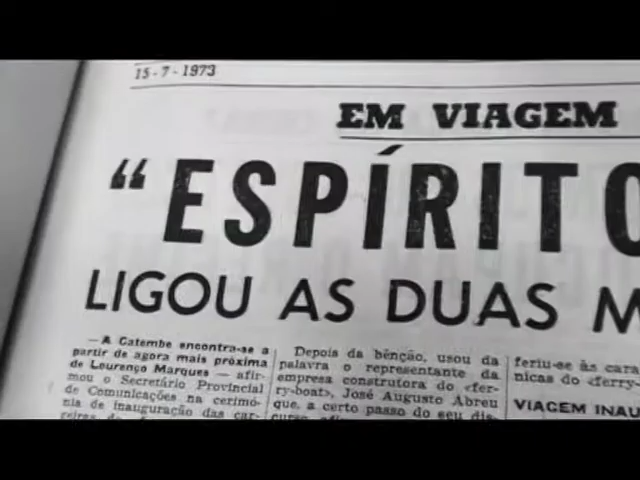 15-7-1973
EM VIAGEM
"ESPÍRITO
LIGOU AS DUAS M
—A Catembe encontra-se a
partir de agora mais próxima
de Lourenço Marques — afir-
mou o Secretário Provincial
de Comunicações na cerimó-
nia de inauguração das car-
Depois da bênção, usou da
palavra o representante da
empresa construtora do «fer-
ry-boat», José Augusto Abreu
que, a certo passo do seu dis-
feriu-se às cara
nicas do «ferry-
VIAGEM INAU